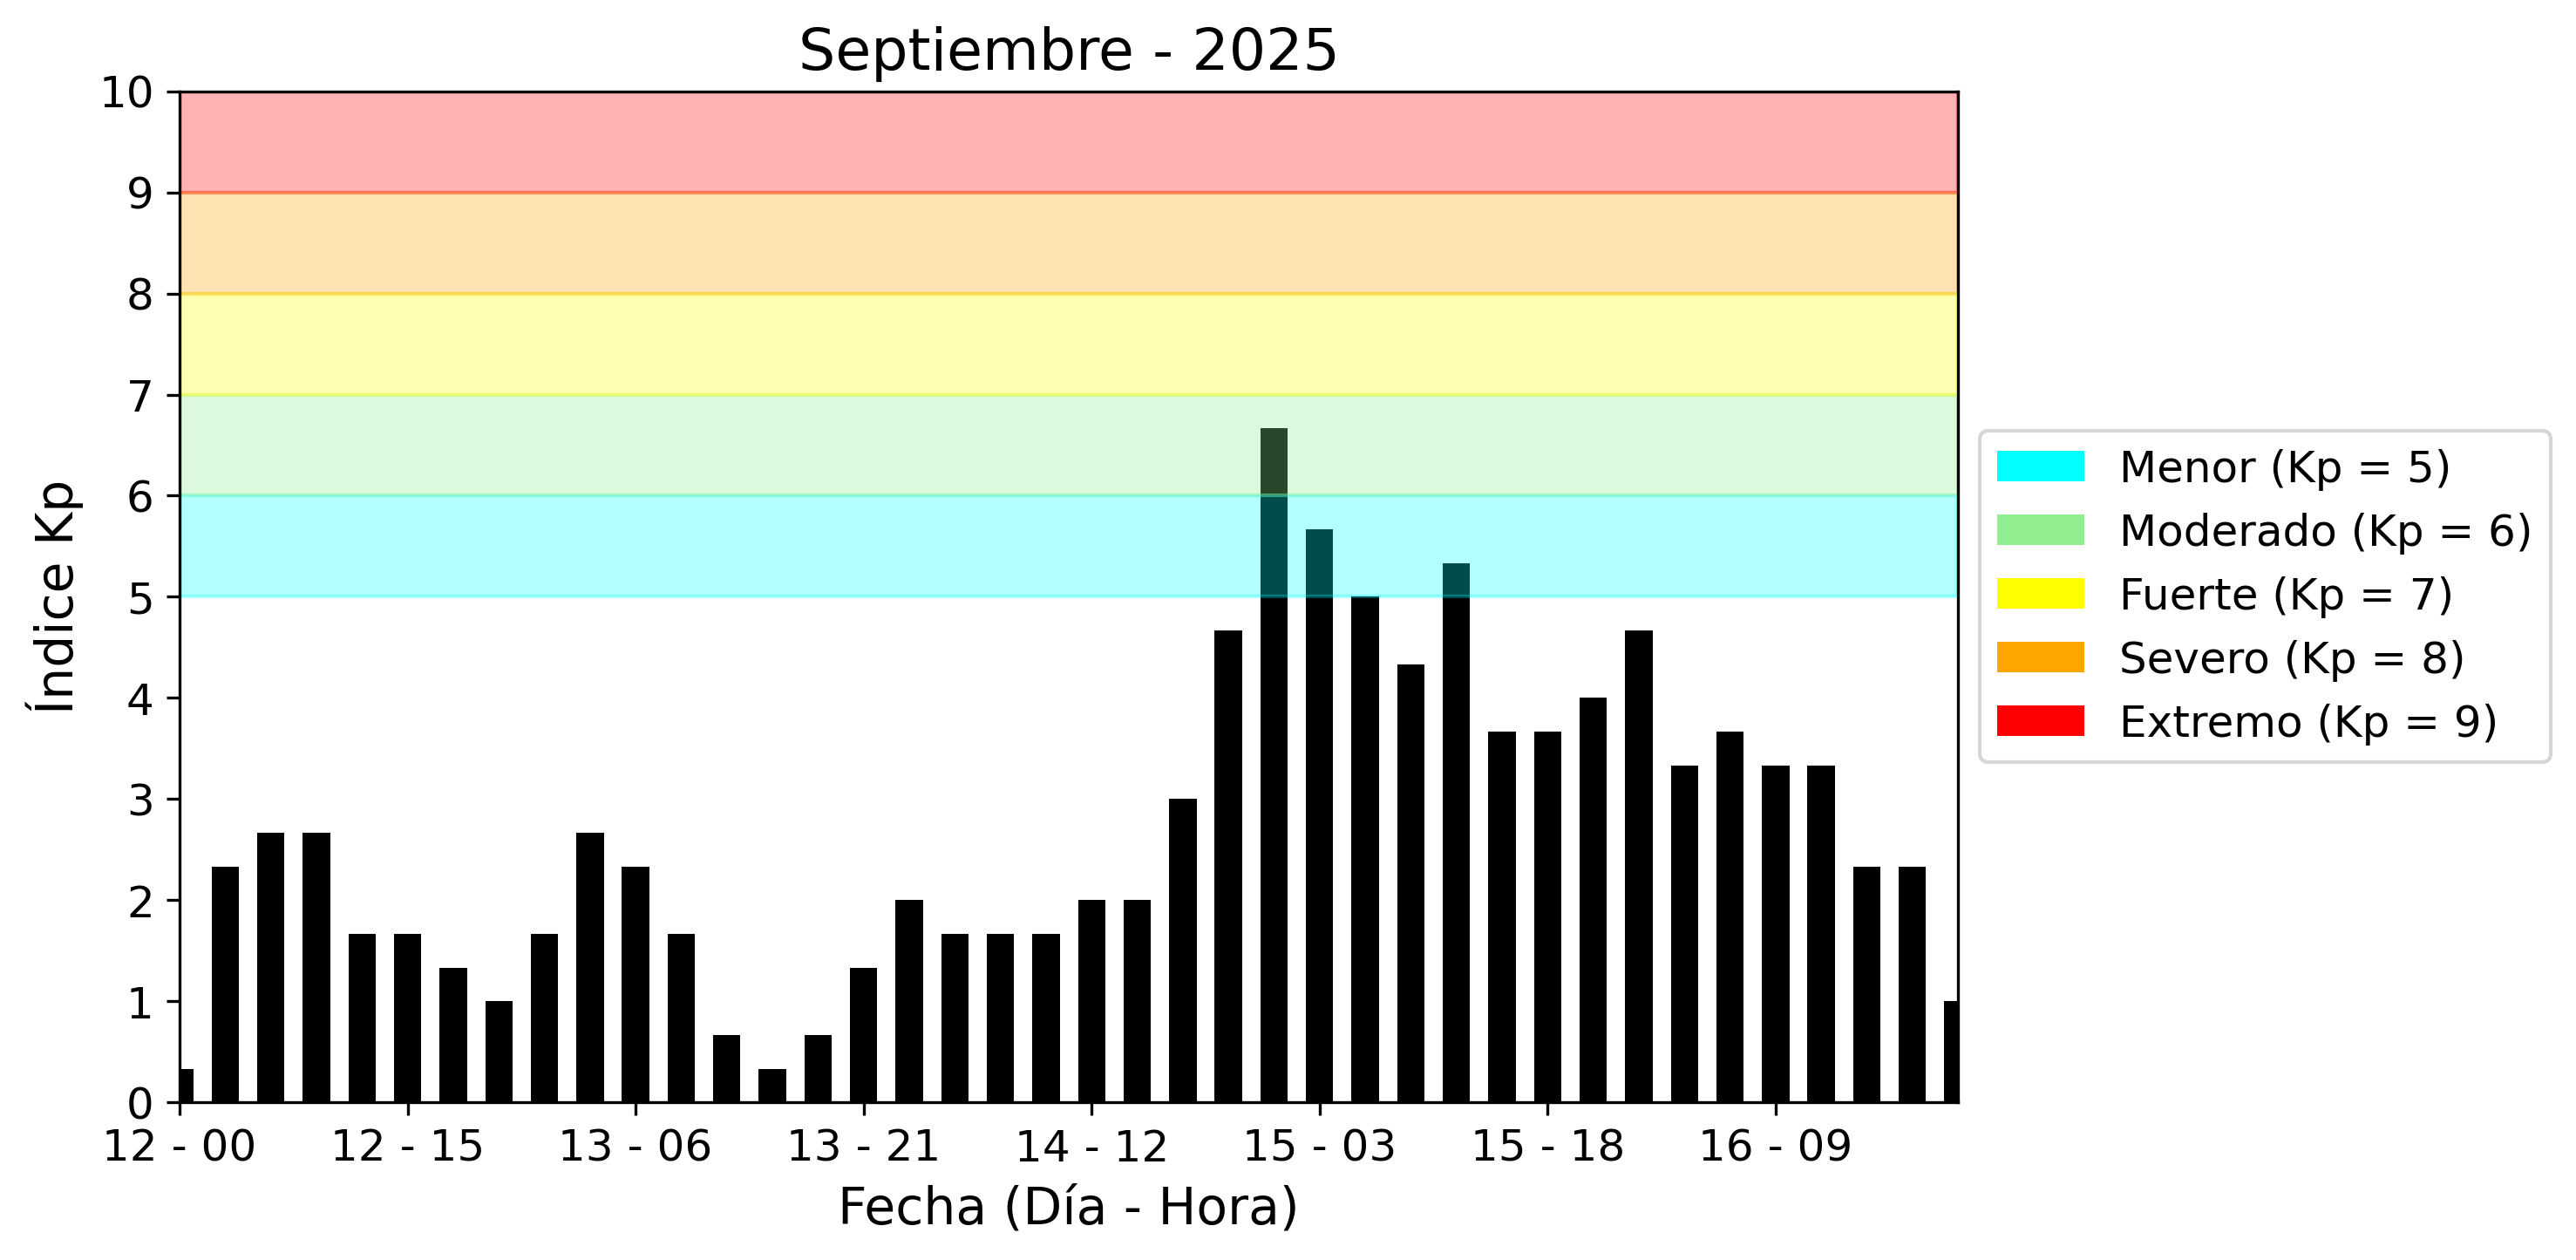 Septiembre - 2025
10
9
8
7
6
5
4
3
2
1
0
Índice Kp
12 - 00
12 - 15
13 - 06
13 - 21
14 - 12
15 - 03
15 - 18
16 - 09
Fecha (Día - Hora)
Menor (Kp = 5)
Moderado (Kp = 6)
Fuerte (Kp = 7)
Severo (Kp = 8)
Extremo (Kp = 9)